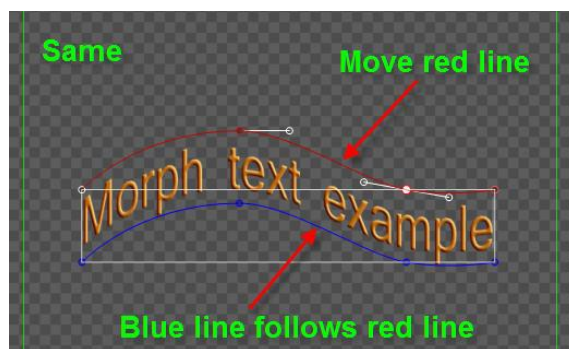 Same
Move red line
Morph text example
Blue line follows red line